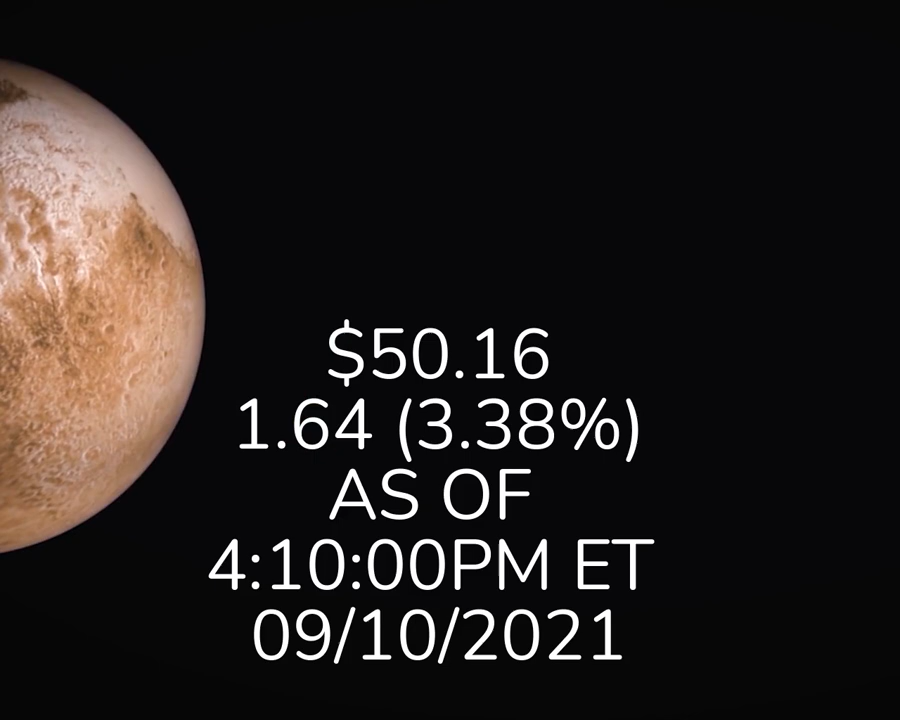 $50.16
1.64 (3.38%)
AS OF
4:10:00PM ET
09/10/2021